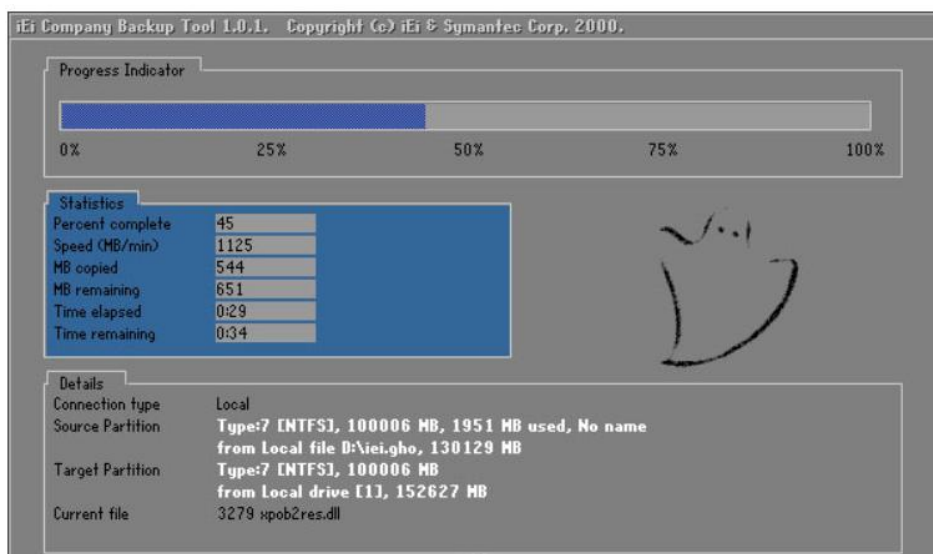 iEi Company Backup Tool 1.0.1. Copyright (c) iEi & Symantec Corp. 2000.
Progress Indicator
0% 25% 50% 75% 100%
Statistics
Percent complete 45
Speed (MB/min) 1125
MB copied 544
MB remaining 651
Time elapsed 0:29
Time remaining 0:34
Details
Connection type Local
Source Partition Type:7 [NTFS], 100006 MB, 1951 MB used, No name
from Local file D:\iei.gho, 130129 MB
Target Partition Type:7 [NTFS], 100006 MB
from Local drive [1], 152627 MB
Current file 3279 xpob2res.dll